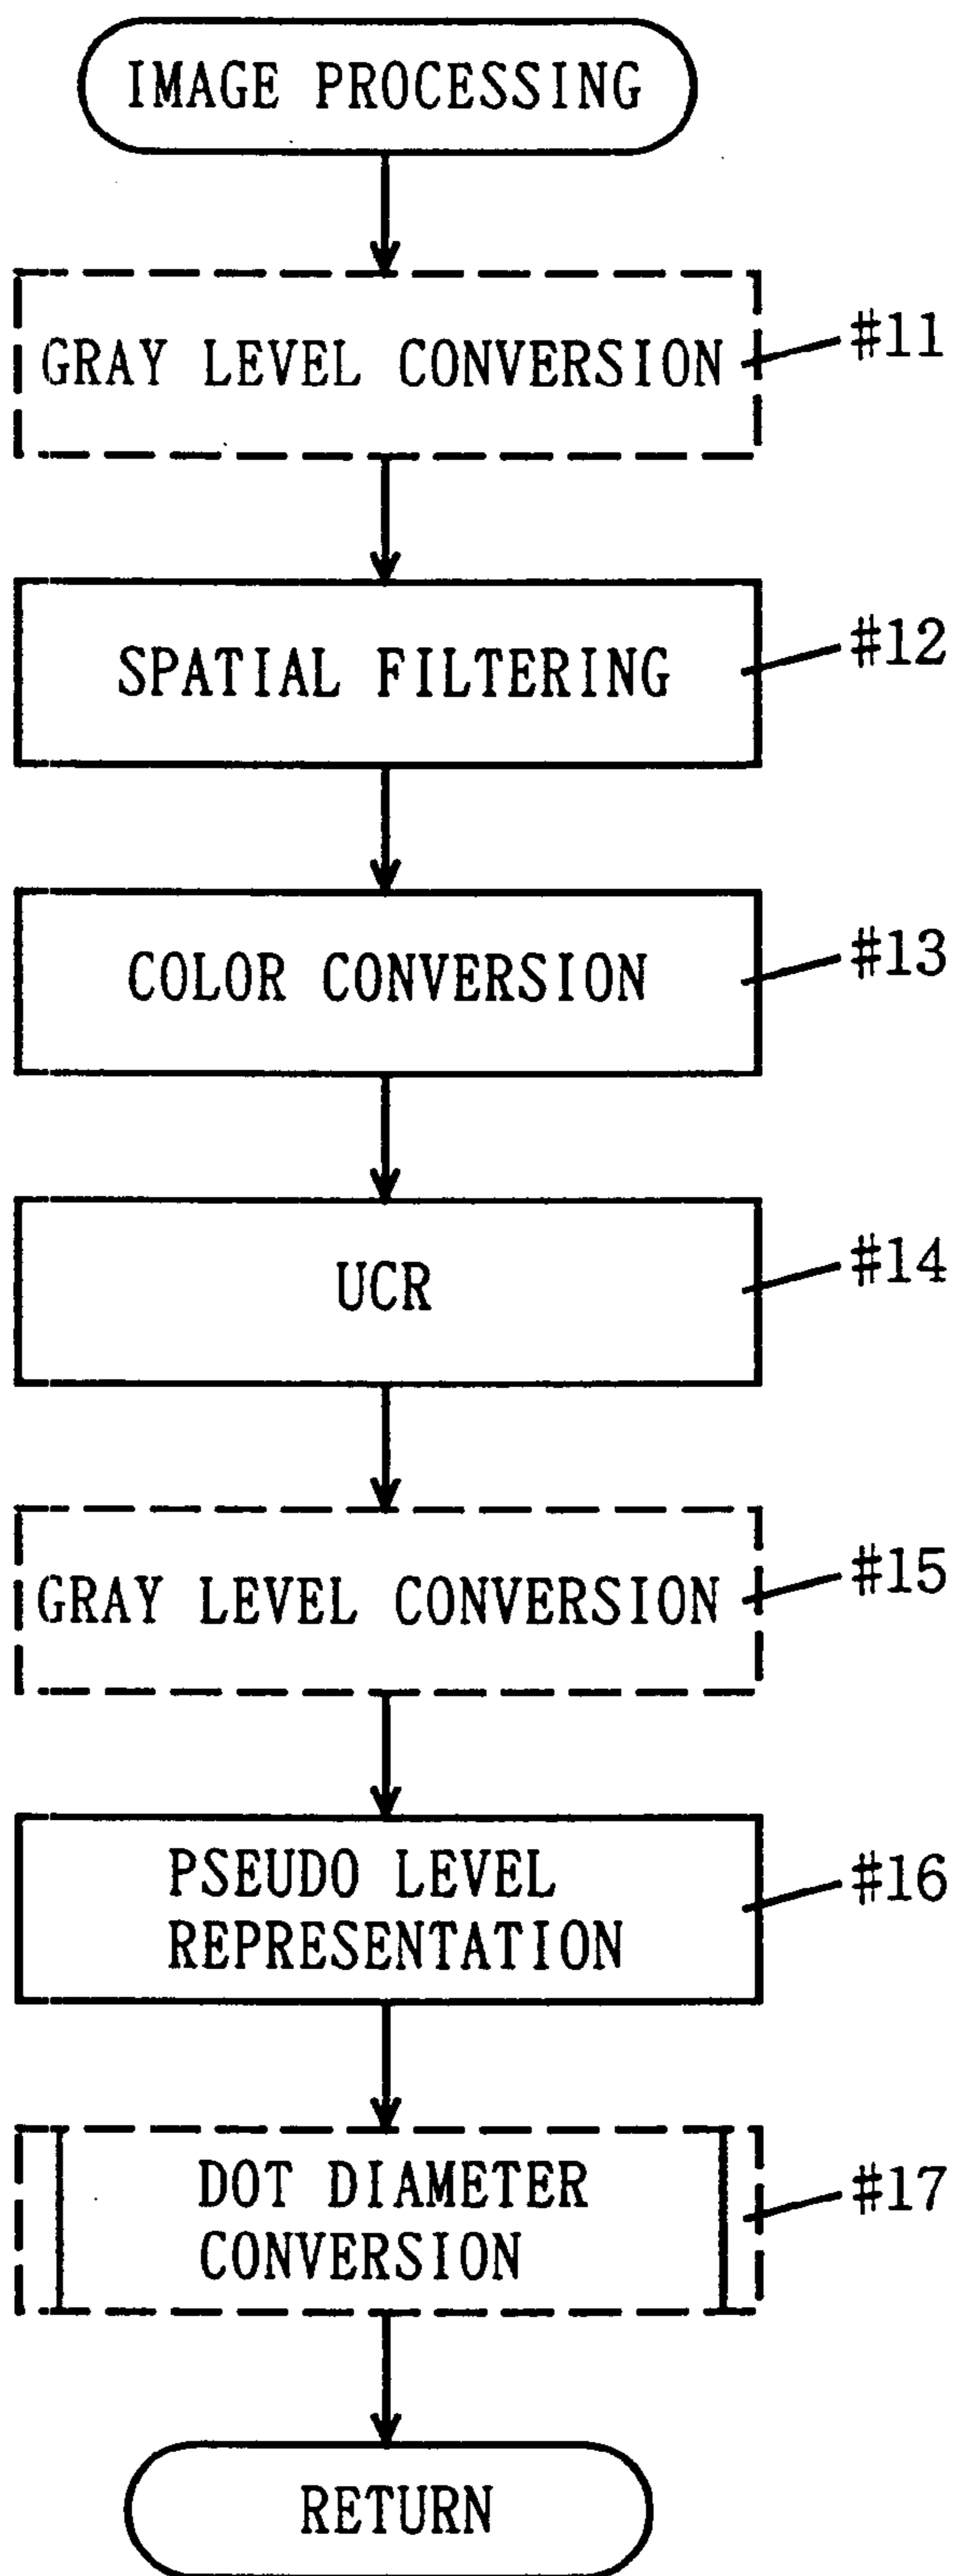 IMAGE PROCESSING
GRAY LEVEL CONVERSION
#11
SPATIAL FILTERING
#12
COLOR CONVERSION
#13
UCR
#14
GRAY LEVEL CONVERSION
#15
PSEUDO LEVEL
REPRESENTATION
#16
DOT DIAMETER
CONVERSION
#17
RETURN